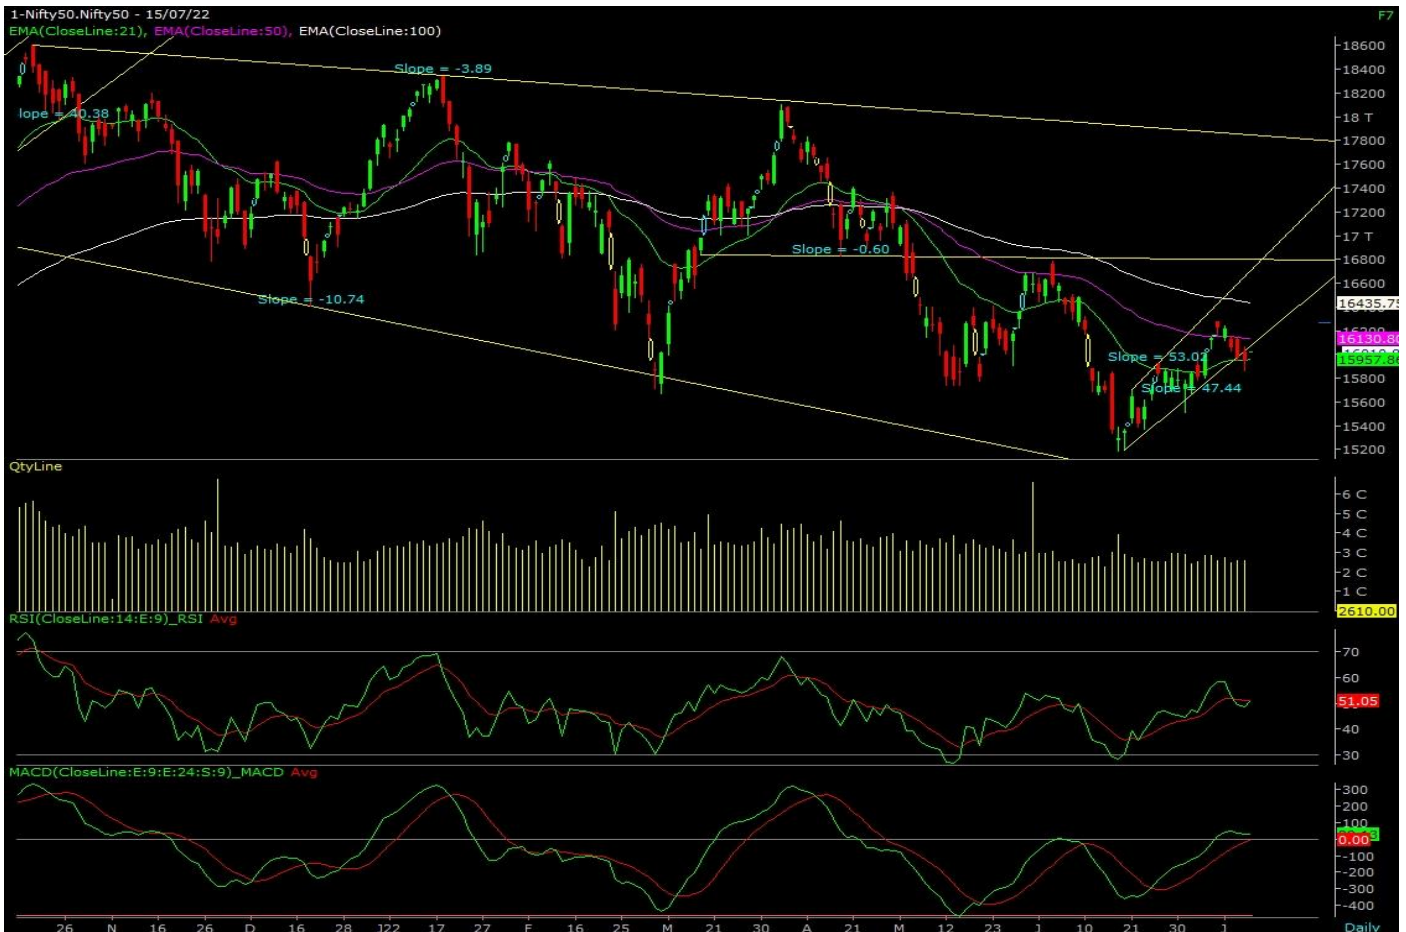 1-Nifty50.Nifty50 - 15/07/22
F7
EMA(CloseLine:21), EMA(CloseLine:50), EMA(CloseLine:100)
18600
Slope = -3.89
18400
18200
lope = 40.38
18 T
17800
17600
17400
17200
17 T
Slope = -0.60
16800
16600
Slope = -10.74
16435.75
16200
16130.80
Slope = 53.02
15957.86
15800
Slope = 47.44
15600
15400
15200
QtyLine
6 C
5 C
4 C
3 C
2 C
1 C
2610.00
RSI(CloseLine:14:E:9)_RSI Avg
70
60
51.05
40
30
MACD(CloseLine:E:9:E:24:S:9)_MACD Avg
300
200
100
0.00
-100
-200
-300
-400
26 N 16 26 D 16 28 J22 17 27 F 16 25 M 21 30 A 21 M 23 J 10 21 30 J Daily